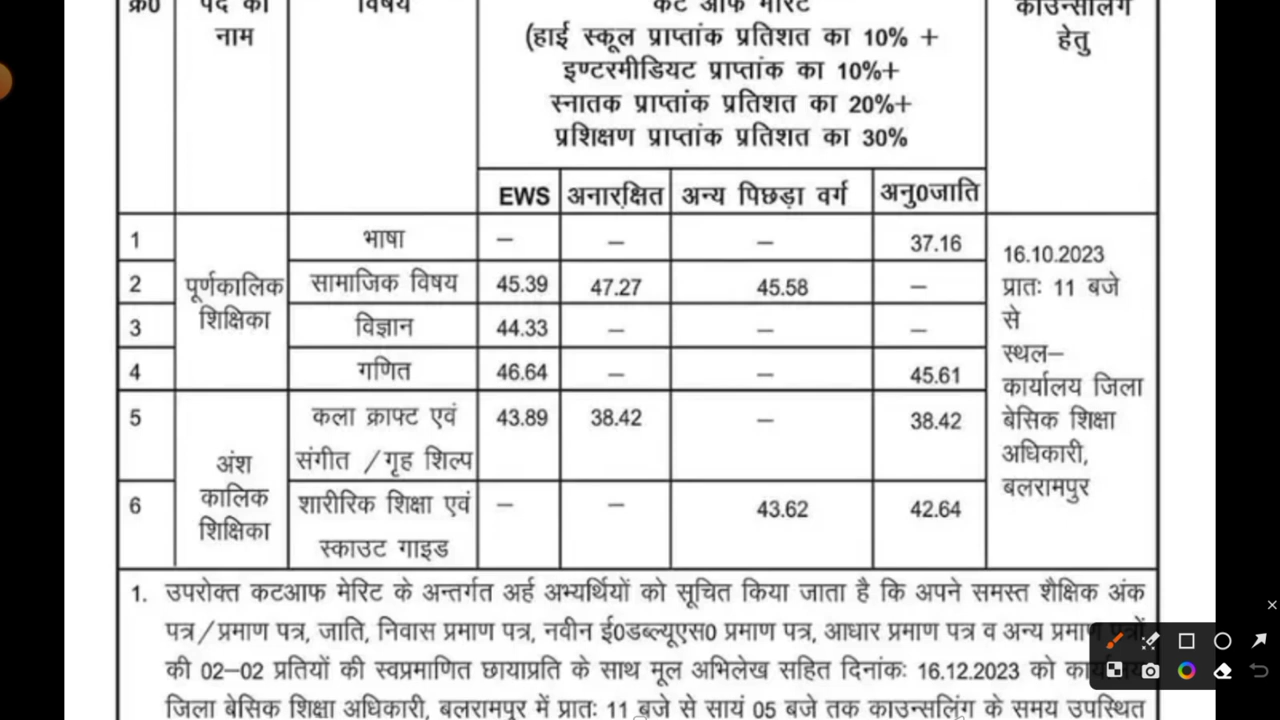 क्र0 पद का विषय कट ऑफ मेरिट काउन्सलिंग
नाम (हाई स्कूल प्राप्तांक प्रतिशत का 10% + हेतु
इण्टरमीडियट प्राप्तांक का 10%+
स्नातक प्राप्तांक प्रतिशत का 20%+
प्रशिक्षण प्राप्तांक प्रतिशत का 30%
EWS अनारक्षित अन्य पिछड़ा वर्ग अनु0जाति
1 पूर्णकालिक शिक्षिका भाषा – – – 37.16
2 सामाजिक विषय 45.39 47.27 45.58 –
3 विज्ञान 44.33 – – –
4 गणित 46.64 – – 45.61
5 अंश कालिक शिक्षिका कला क्राफ्ट एवं संगीत /गृह शिल्प 43.89 38.42 – 38.42
6 शारीरिक शिक्षा एवं स्काउट गाइड – – 43.62 42.64
16.10.2023
प्रातः 11 बजे
से
स्थल–
कार्यालय जिला
बेसिक शिक्षा
अधिकारी,
बलरामपुर
1. उपरोक्त कटआफ मेरिट के अन्तर्गत अर्ह अभ्यर्थियों को सूचित किया जाता है कि अपने समस्त शैक्षिक अंक
पत्र/प्रमाण पत्र, जाति, निवास प्रमाण पत्र, नवीन ई0डब्ल्यूएस0 प्रमाण पत्र, आधार प्रमाण पत्र व अन्य प्रमाण पत्रों
की 02–02 प्रतियों की स्वप्रमाणित छायाप्रति के साथ मूल अभिलेख सहित दिनांकः 16.12.2023 को कार्यालय
जिला बेसिक शिक्षा अधिकारी, बलरामपुर में प्रातः 11 बजे से सायं 05 बजे तक काउन्सलिंग के समय उपस्थित